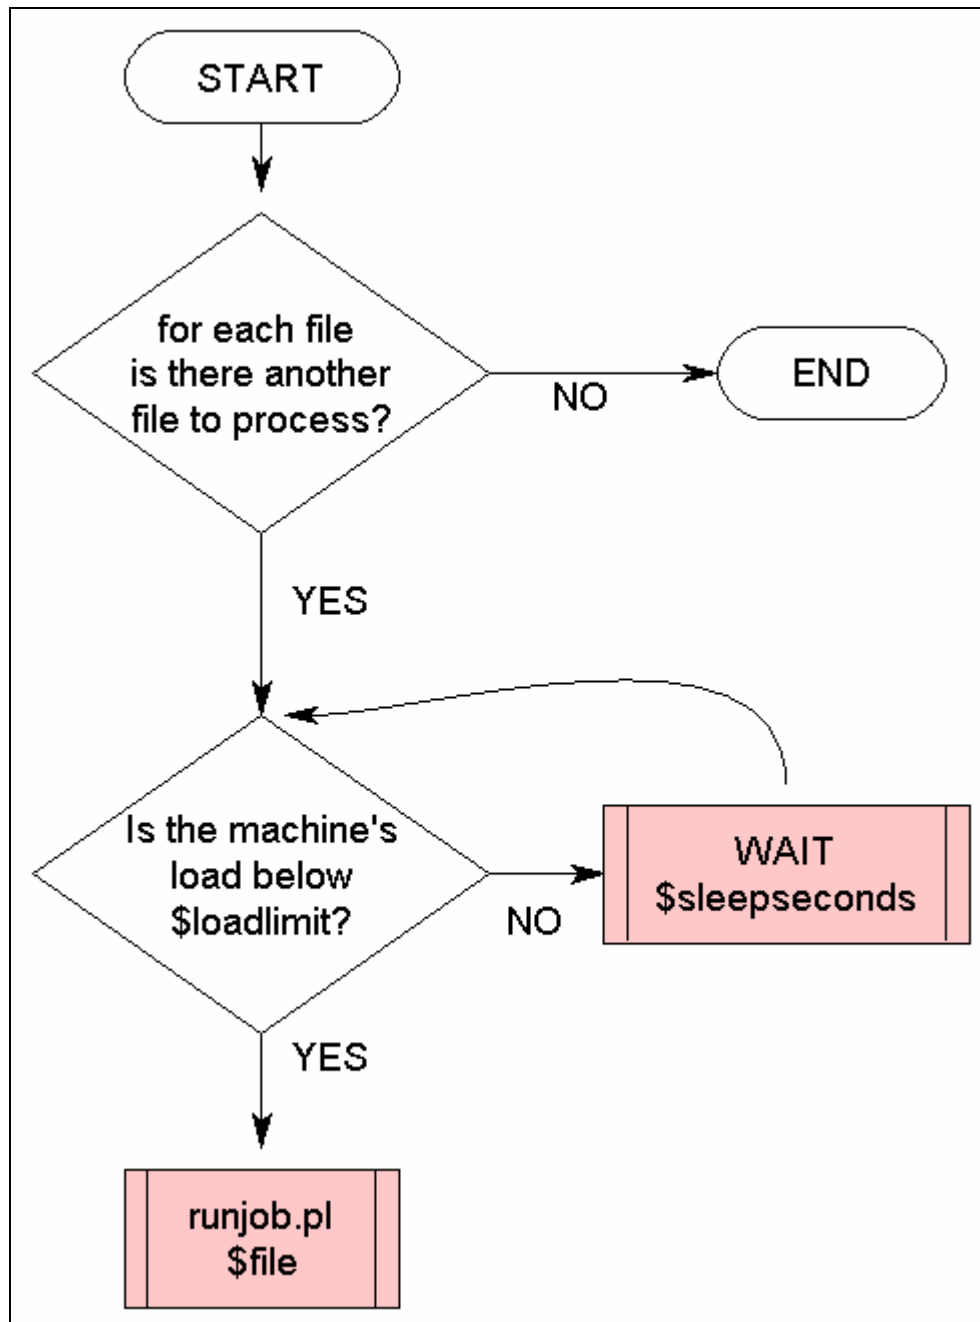 START
for each file
is there another
file to process?
NO
END
YES
Is the machine's
load below
$loadlimit?
NO
WAIT
$sleepseconds
YES
runjob.pl
$file